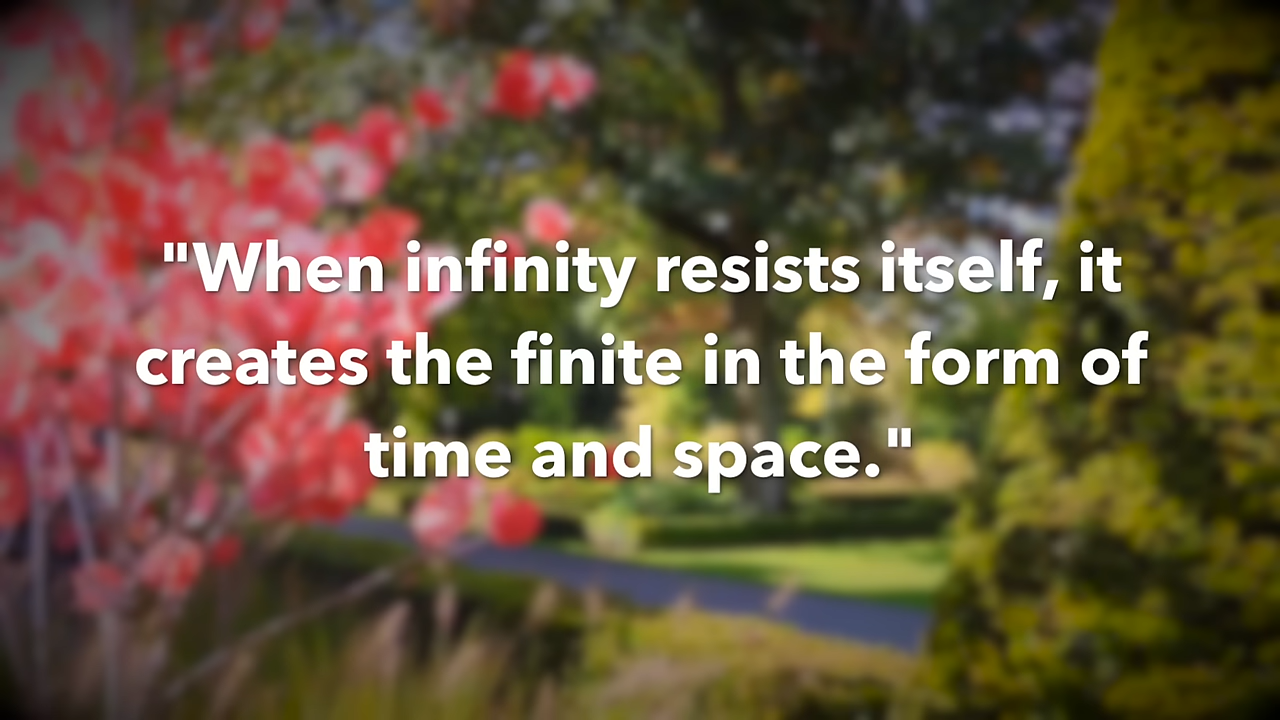 "When infinity resists itself, it
creates the finite in the form of
time and space."